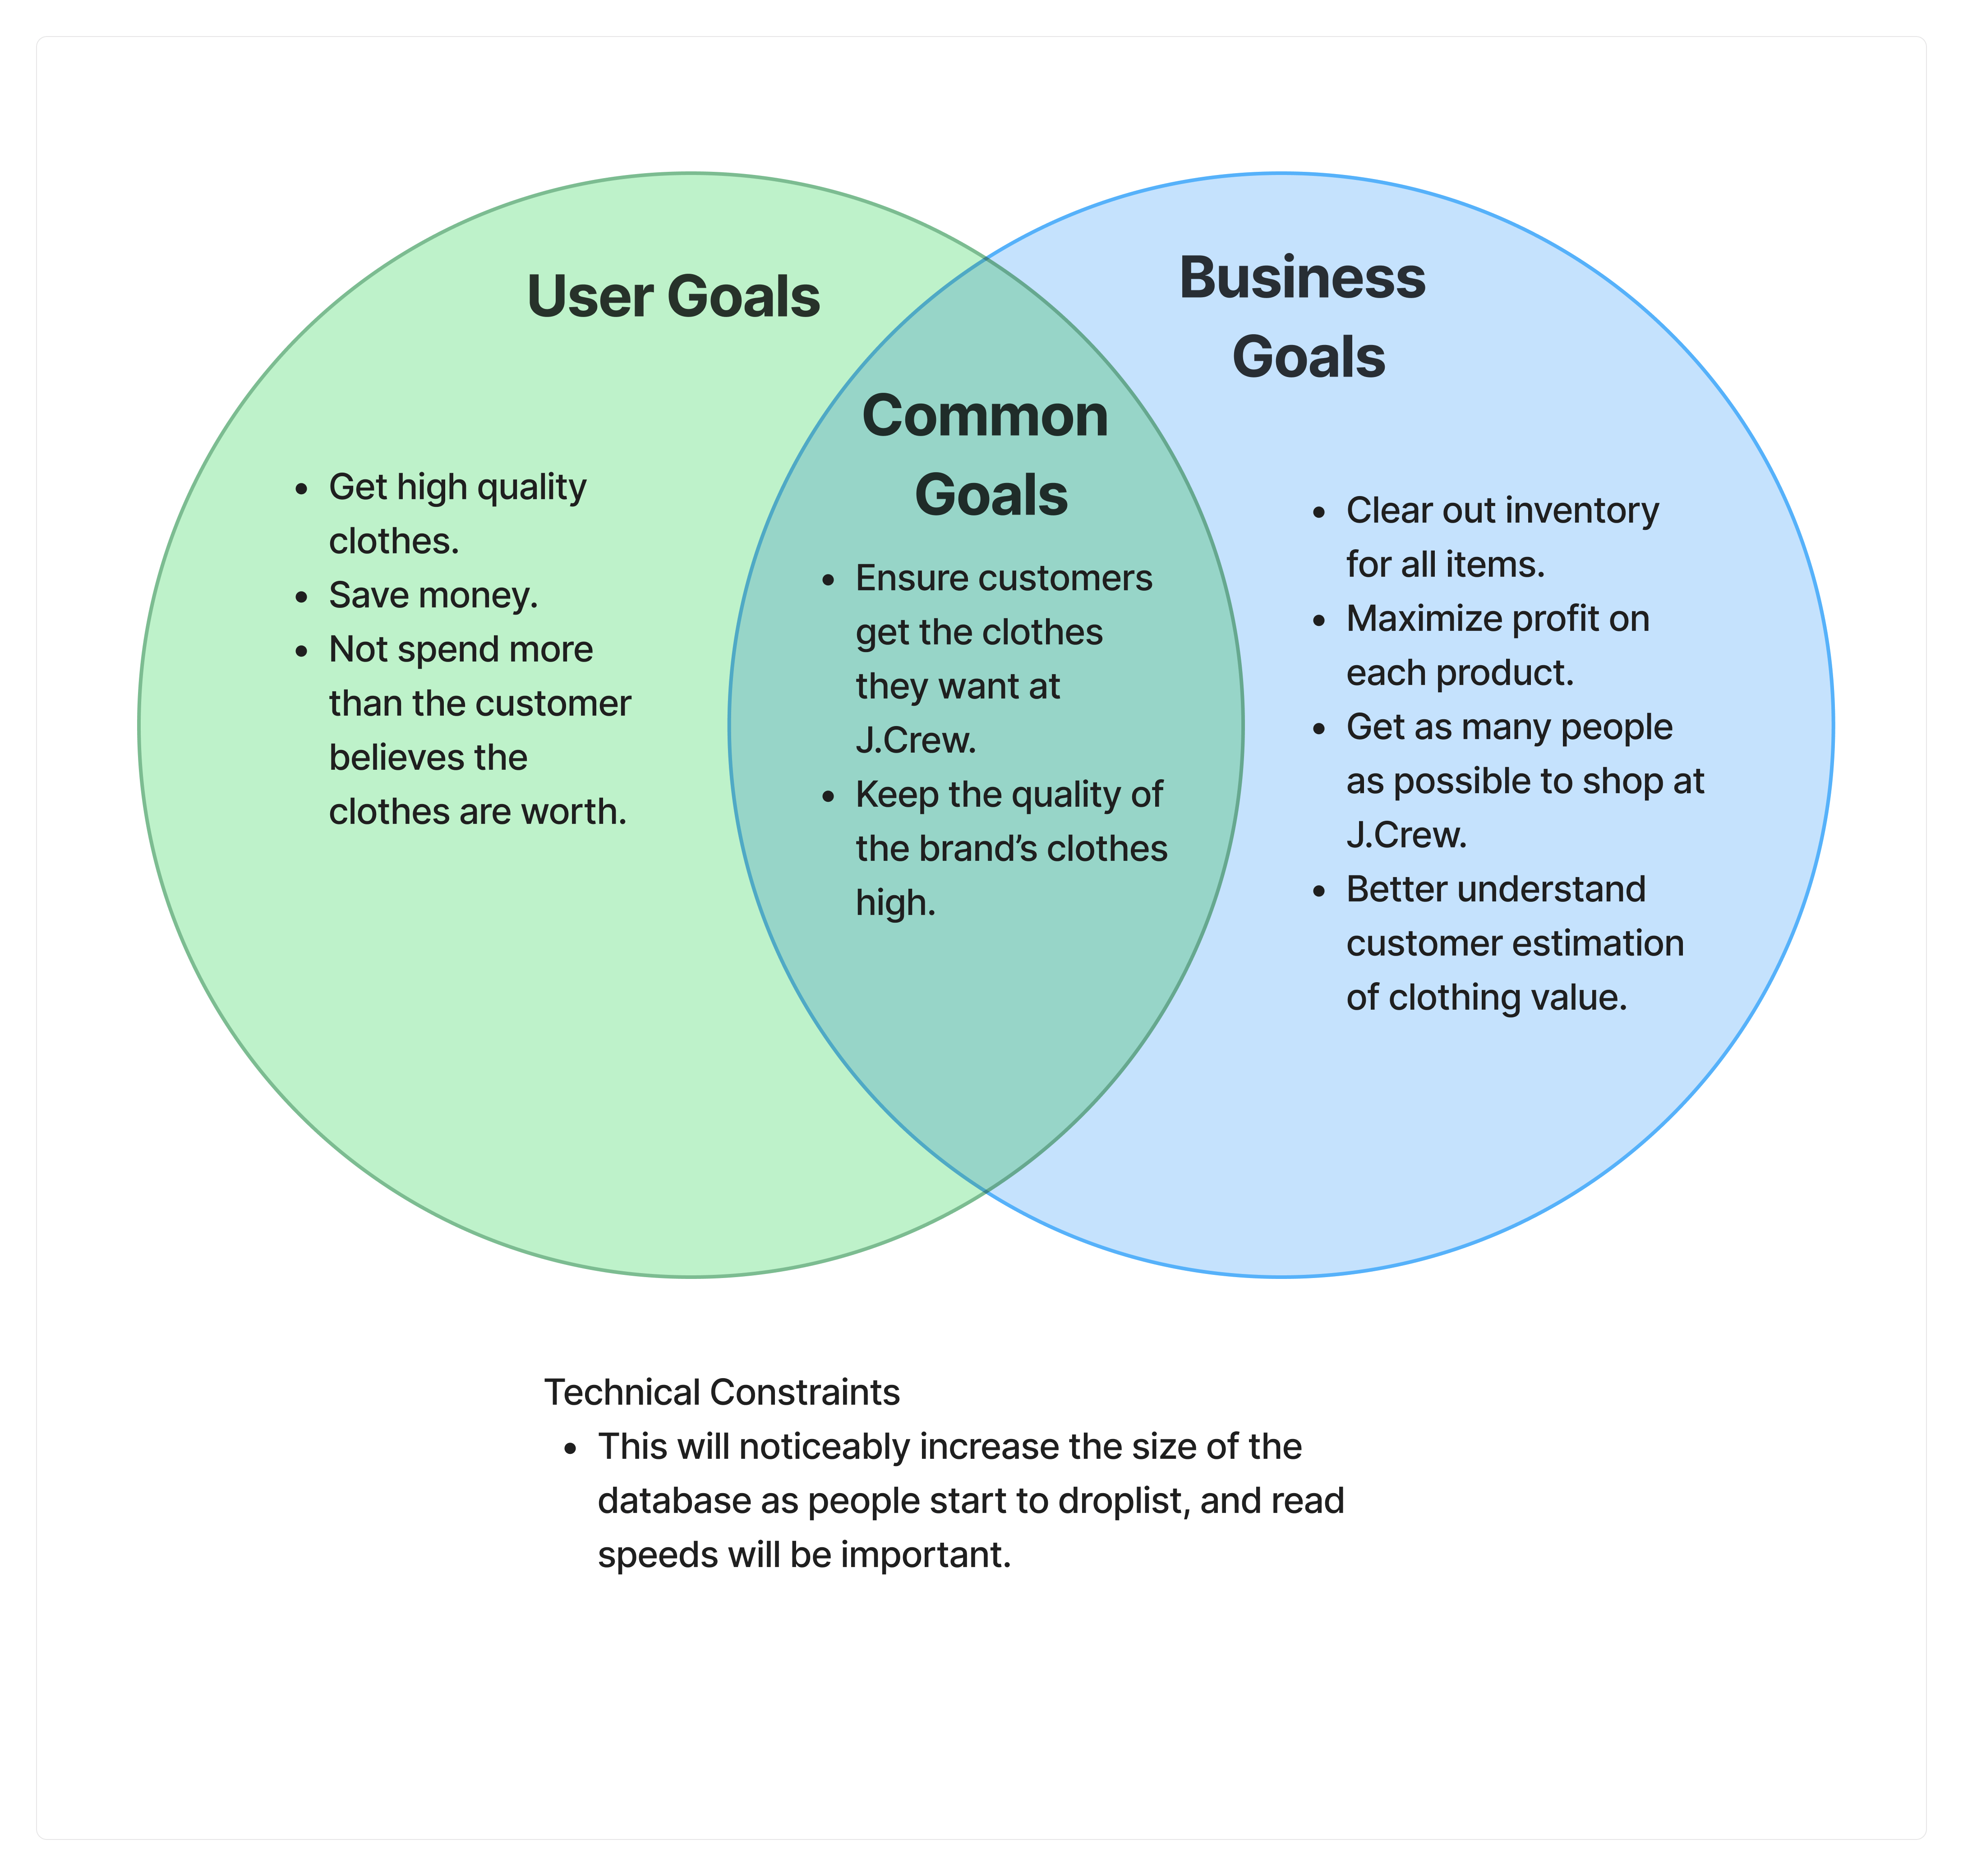 User Goals
• Get high quality
clothes.
• Save money.
• Not spend more
than the customer
believes the
clothes are worth.
Common
Goals
• Ensure customers
get the clothes
they want at
J.Crew.
• Keep the quality of
the brand’s clothes
high.
Business
Goals
• Clear out inventory
for all items.
• Maximize profit on
each product.
• Get as many people
as possible to shop at
J.Crew.
• Better understand
customer estimation
of clothing value.
Technical Constraints
• This will noticeably increase the size of the
database as people start to droplist, and read
speeds will be important.